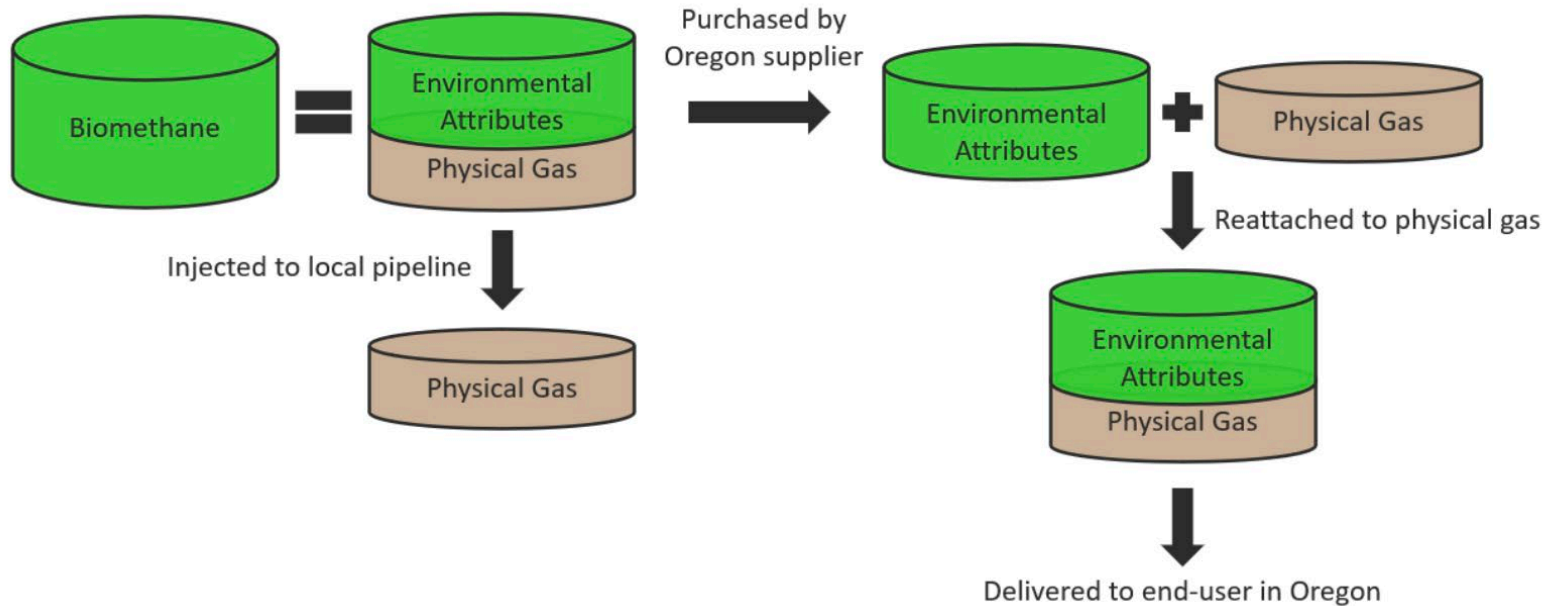 Biomethane
Environmental
Attributes
Physical Gas
Purchased by
Oregon supplier
Environmental
Attributes
Physical Gas
Injected to local pipeline
Physical Gas
Reattached to physical gas
Environmental
Attributes
Physical Gas
Delivered to end-user in Oregon